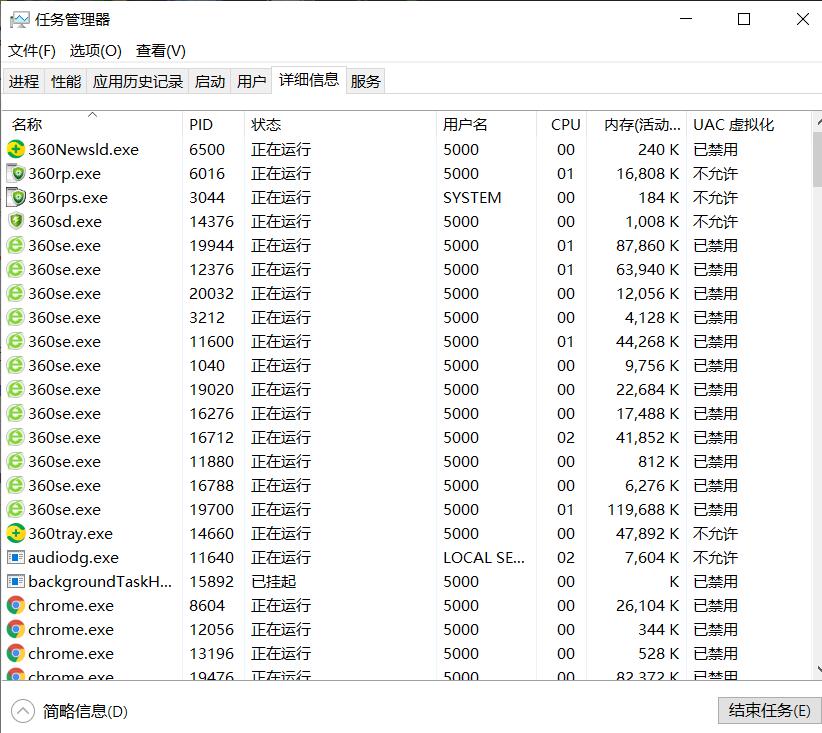 任务管理器
文件(F) 选项(O) 查看(V)
进程 性能 应用历史记录 启动 用户 详细信息 服务
名称 PID 状态 用户名 CPU 内存(活动... UAC 虚拟化
360Newsld.exe 6500 正在运行 5000 00 240 K 已禁用
360rp.exe 6016 正在运行 5000 01 16,808 K 不允许
360rps.exe 3044 正在运行 SYSTEM 00 184 K 不允许
360sd.exe 14376 正在运行 5000 00 1,008 K 不允许
360se.exe 19944 正在运行 5000 01 87,860 K 已禁用
360se.exe 12376 正在运行 5000 01 63,940 K 已禁用
360se.exe 20032 正在运行 5000 00 12,056 K 已禁用
360se.exe 3212 正在运行 5000 00 4,128 K 已禁用
360se.exe 11600 正在运行 5000 01 44,268 K 已禁用
360se.exe 1040 正在运行 5000 00 9,756 K 已禁用
360se.exe 19020 正在运行 5000 00 22,684 K 已禁用
360se.exe 16276 正在运行 5000 00 17,488 K 已禁用
360se.exe 16712 正在运行 5000 02 41,852 K 已禁用
360se.exe 11880 正在运行 5000 00 812 K 已禁用
360se.exe 16788 正在运行 5000 00 6,276 K 已禁用
360se.exe 19700 正在运行 5000 01 119,688 K 已禁用
360tray.exe 14660 正在运行 5000 00 47,892 K 不允许
audiodg.exe 11640 正在运行 LOCAL SE... 02 7,604 K 不允许
backgroundTaskH... 15892 已挂起 5000 00 K 已禁用
chrome.exe 8604 正在运行 5000 00 26,104 K 已禁用
chrome.exe 12056 正在运行 5000 00 344 K 已禁用
chrome.exe 13196 正在运行 5000 00 528 K 已禁用
chrome.exe 19476 正在运行 5000 00 82,372 K 已禁用
简略信息(D) 结束任务(E)